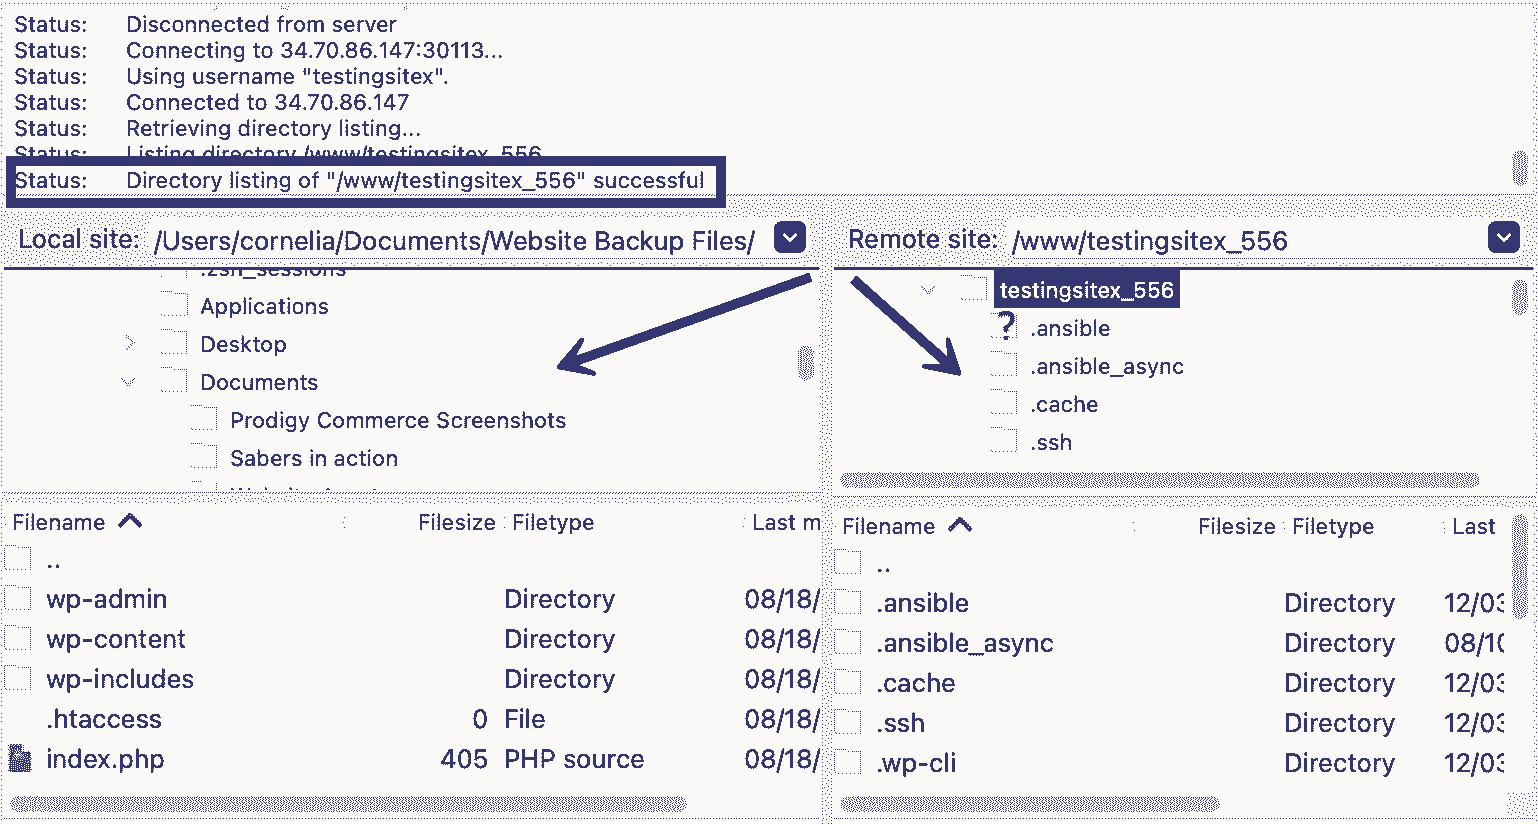 Status: Disconnected from server
Status: Connecting to 34.70.86.147:30113...
Status: Using username "testingsitex".
Status: Connected to 34.70.86.147
Status: Retrieving directory listing...
Status: Listing directory /www/testingsitex_556
Status: Directory listing of "/www/testingsitex_556" successful
Local site: /Users/cornelia/Documents/Website Backup Files/
.zsh_sessions
Applications
Desktop
Documents
Prodigy Commerce Screenshots
Sabers in action
Remote site: /www/testingsitex_556
testingsitex_556
? .ansible
.ansible_async
.cache
.ssh
Filename Filesize Filetype Last m
..
wp-admin Directory 08/18/
wp-content Directory 08/18/
wp-includes Directory 08/18/
.htaccess 0 File 08/18/
index.php 405 PHP source 08/18/
Filename Filesize Filetype Last
..
.ansible Directory 12/03
.ansible_async Directory 08/10
.cache Directory 12/03
.ssh Directory 12/03
.wp-cli Directory 12/03